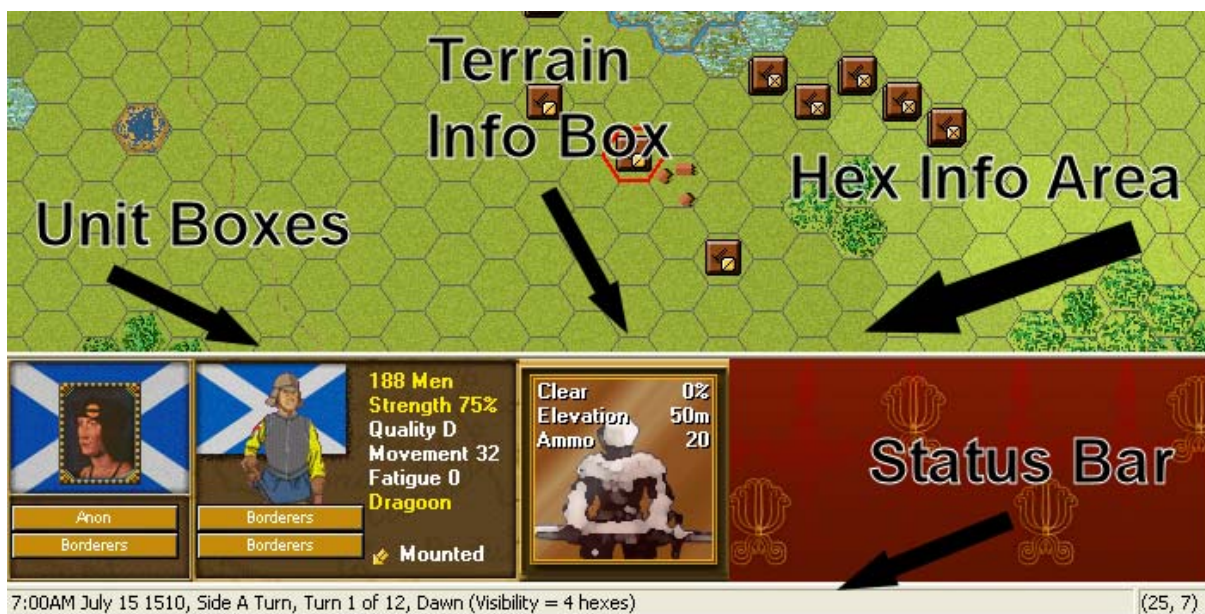 Terrain
Info Box
Hex Info Area
Unit Boxes
188 Men
Strength 75%
Quality D
Movement 32
Fatigue 0
Dragoon
Mounted
Anon
Borderers
Borderers
Borderers
Clear 0%
Elevation 50m
Ammo 20
Status Bar
7:00AM July 15 1510, Side A Turn, Turn 1 of 12, Dawn (Visibility = 4 hexes)
(25, 7)